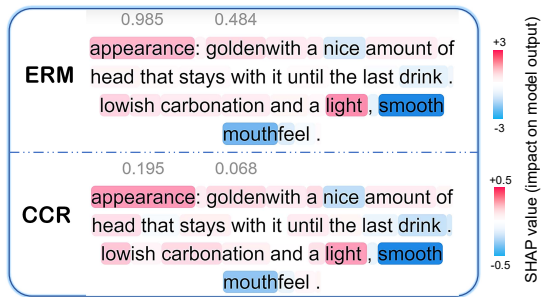 0.985 0.484
ERM
appearance: goldenwith a nice amount of
head that stays with it until the last drink .
lowish carbonation and a light , smooth
mouthfeel .
+3
-3
0.195 0.068
CCR
appearance: goldenwith a nice amount of
head that stays with it until the last drink .
lowish carbonation and a light , smooth
mouthfeel .
+0.5
-0.5
SHAP value (impact on model output)